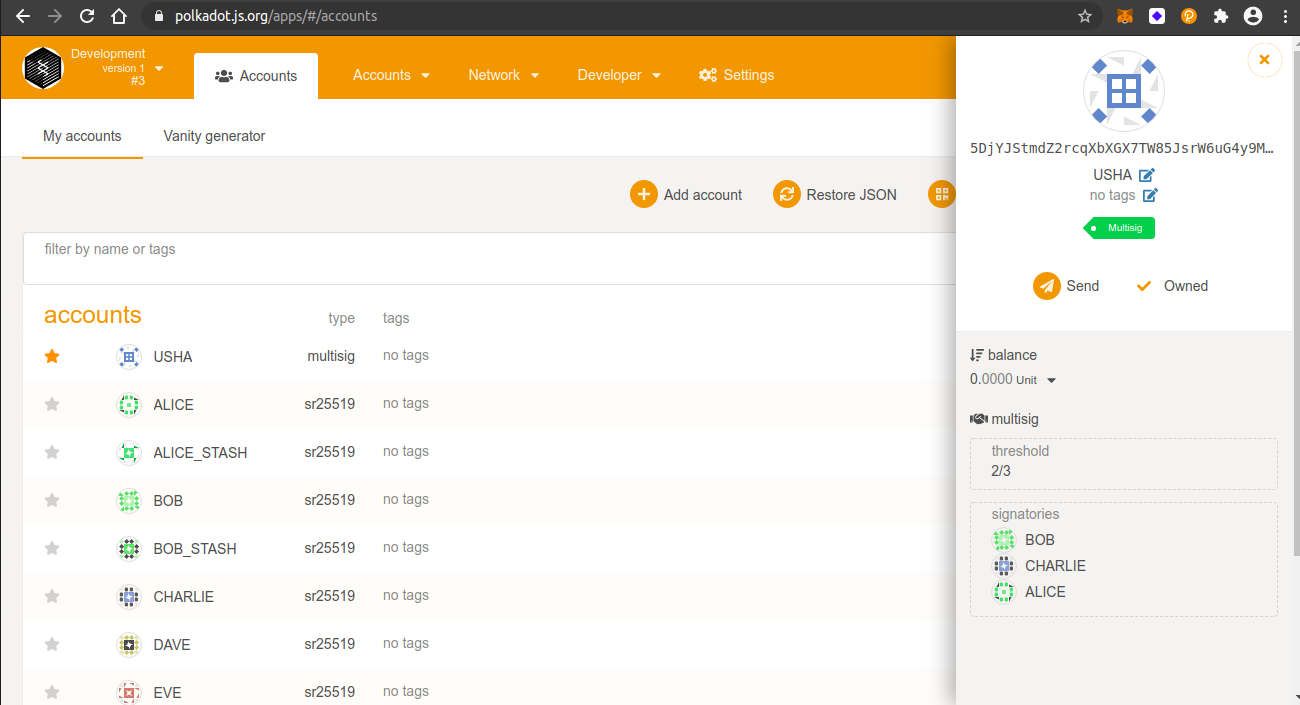 polkadot.js.org/apps/#/accounts
Development
version 1
#3
Accounts
Accounts
Network
Developer
Settings
My accounts
Vanity generator
Add account
Restore JSON
filter by name or tags
accounts type tags
USHA multisig no tags
ALICE sr25519 no tags
ALICE_STASH sr25519 no tags
BOB sr25519 no tags
BOB_STASH sr25519 no tags
CHARLIE sr25519 no tags
DAVE sr25519 no tags
EVE sr25519 no tags
5DjYJStmdZ2rcqXbXGX7TW85JsrW6uG4y9M…
USHA
no tags
Multisig
Send
Owned
balance
0.0000 Unit
multisig
threshold
2/3
signatories
BOB
CHARLIE
ALICE